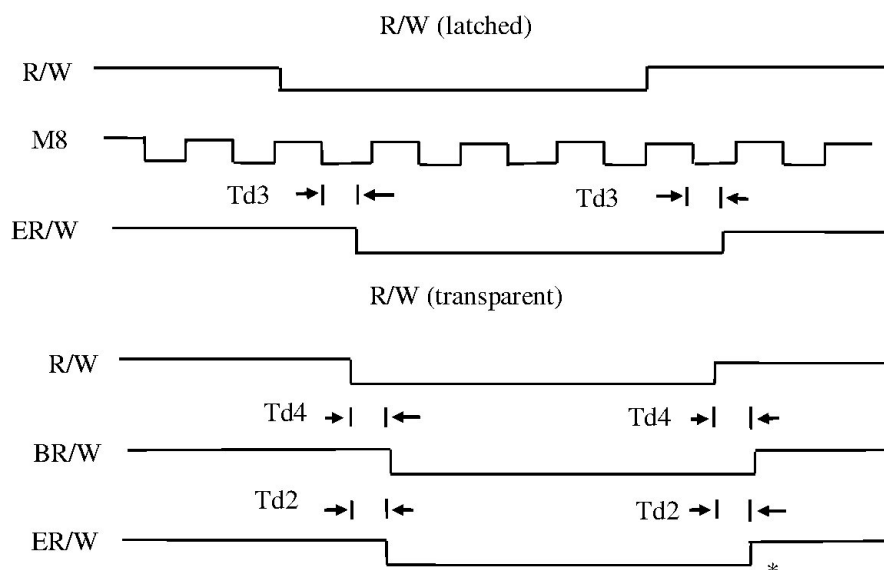 R/W (latched)
R/W
M8
Td3 Td3
ER/W
R/W (transparent)
R/W
Td4 Td4
BR/W
Td2 Td2
ER/W
*